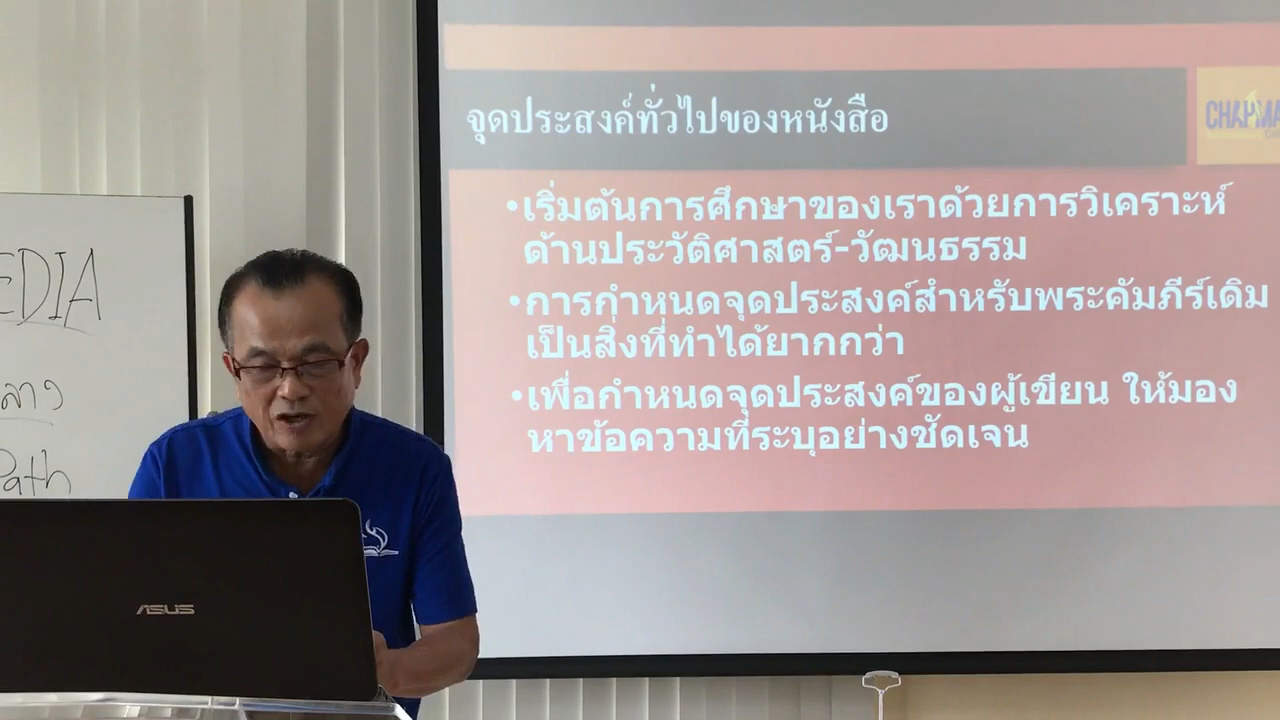 จุดประสงค์ทั่วไปของหนังสือ
•เริ่มต้นการศึกษาของเราด้วยการวิเคราะห์
ด้านประวัติศาสตร์-วัฒนธรรม
•การกำหนดจุดประสงค์สำหรับพระคัมภีร์เดิม
เป็นสิ่งที่ทำได้ยากกว่า
•เพื่อกำหนดจุดประสงค์ของผู้เขียน ให้มอง
หาข้อความที่ระบุอย่างชัดเจน
CHAPMA
EDIA
ลาว
Path
ASUS